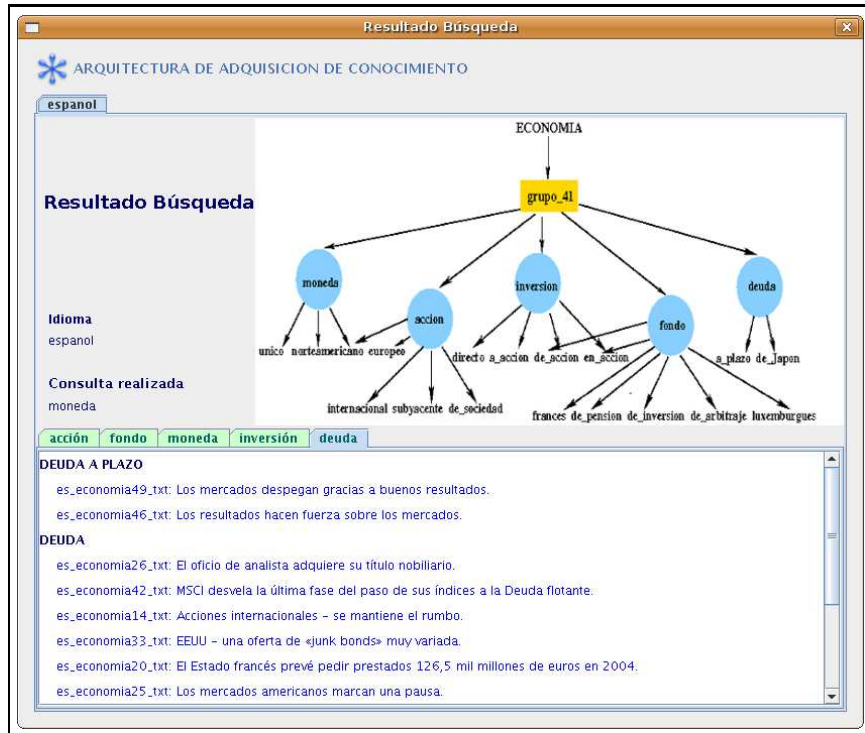 Resultado Búsqueda
ARQUITECTURA DE ADQUISICION DE CONOCIMIENTO
espanol
ECONOMIA
grupo_41
Resultado Búsqueda
moneda
accion
inversion
fondo
deuda
unico norteamericano europeo
directo a_accion de_accion en_accion
a_plazo de_Japon
internacional subyacente de_sociedad
frances de_pension de_inversion de_arbitraje luxemburgues
Idioma
espanol
Consulta realizada
moneda
acción fondo moneda inversión deuda
DEUDA A PLAZO
es_economia49_txt: Los mercados despegan gracias a buenos resultados.
es_economia46_txt: Los resultados hacen fuerza sobre los mercados.
DEUDA
es_economia26_txt: El oficio de analista adquiere su título nobiliario.
es_economia42_txt: MSCI desvela la última fase del paso de sus índices a la Deuda flotante.
es_economia14_txt: Acciones internacionales – se mantiene el rumbo.
es_economia33_txt: EEUU – una oferta de «junk bonds» muy variada.
es_economia20_txt: El Estado francés prevé pedir prestados 126,5 mil millones de euros en 2004.
es_economia25_txt: Los mercados americanos marcan una pausa.